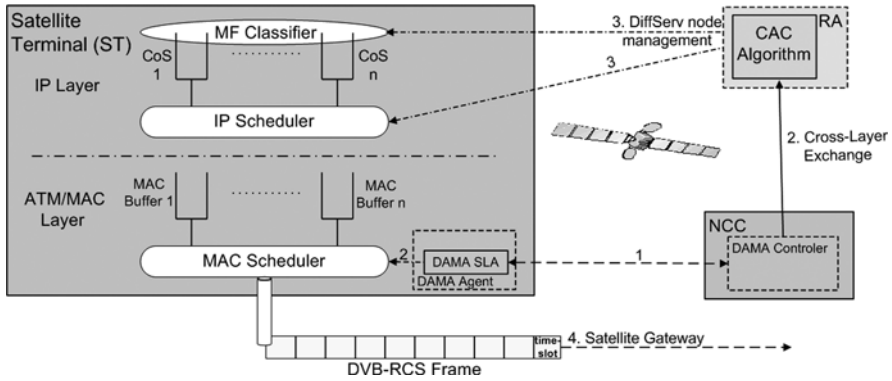 Satellite
Terminal (ST)
MF Classifier
CoS
1
CoS
n
IP Layer
IP Scheduler
ATM/MAC
Layer
MAC
Buffer 1
MAC
Buffer n
MAC Scheduler
2
DAMA SLA
DAMA Agent
3. DiffServ node
management
3
CAC
Algorithm
RA
2. Cross-Layer
Exchange
NCC
DAMA Controler
1
time-
slot
4. Satellite Gateway
DVB-RCS Frame